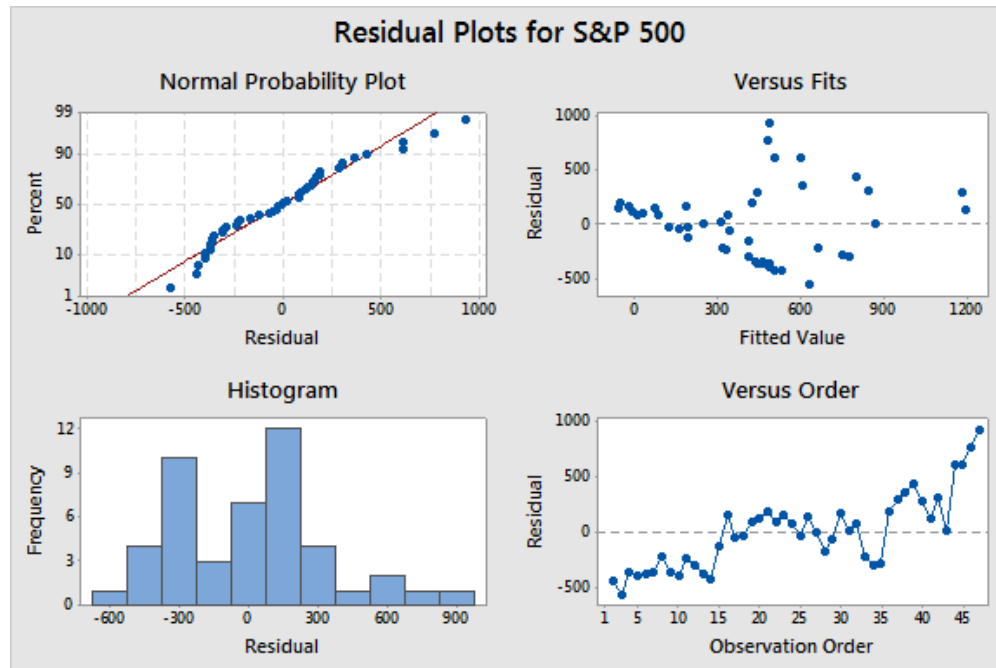 Residual Plots for S&P 500
Normal Probability Plot
99
90
50
10
1
Percent
-1000 -500 0 500 1000
Residual
Versus Fits
1000
500
0
-500
Residual
0 300 600 900 1200
Fitted Value
Histogram
12
9
6
3
0
Frequency
-600 -300 0 300 600 900
Residual
Versus Order
1000
500
0
-500
Residual
1 5 10 15 20 25 30 35 40 45
Observation Order